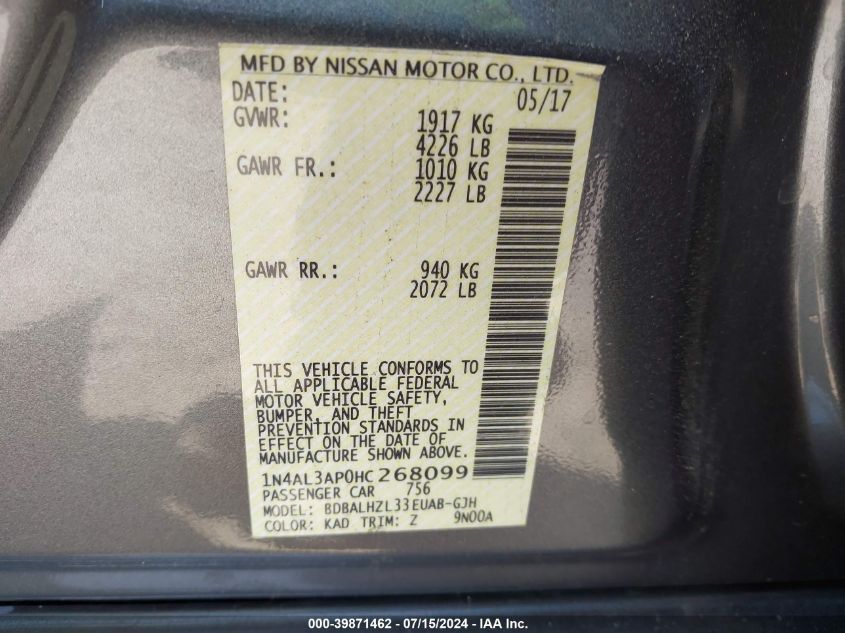 MFD BY NISSAN MOTOR CO., LTD.
DATE: 05/17
GVWR: 1917 KG
4226 LB
GAWR FR.: 1010 KG
2227 LB
GAWR RR.: 940 KG
2072 LB
THIS VEHICLE CONFORMS TO
ALL APPLICABLE FEDERAL
MOTOR VEHICLE SAFETY,
BUMPER, AND THEFT
PREVENTION STANDARDS IN
EFFECT ON THE DATE OF
MANUFACTURE SHOWN ABOVE.
1N4AL3AP0HC268099
PASSENGER CAR 756
MODEL: BDBALHZL33EUAB-GJH
COLOR: KAD TRIM: Z 9N00A
000-39871462 - 07/15/2024 - IAA Inc.